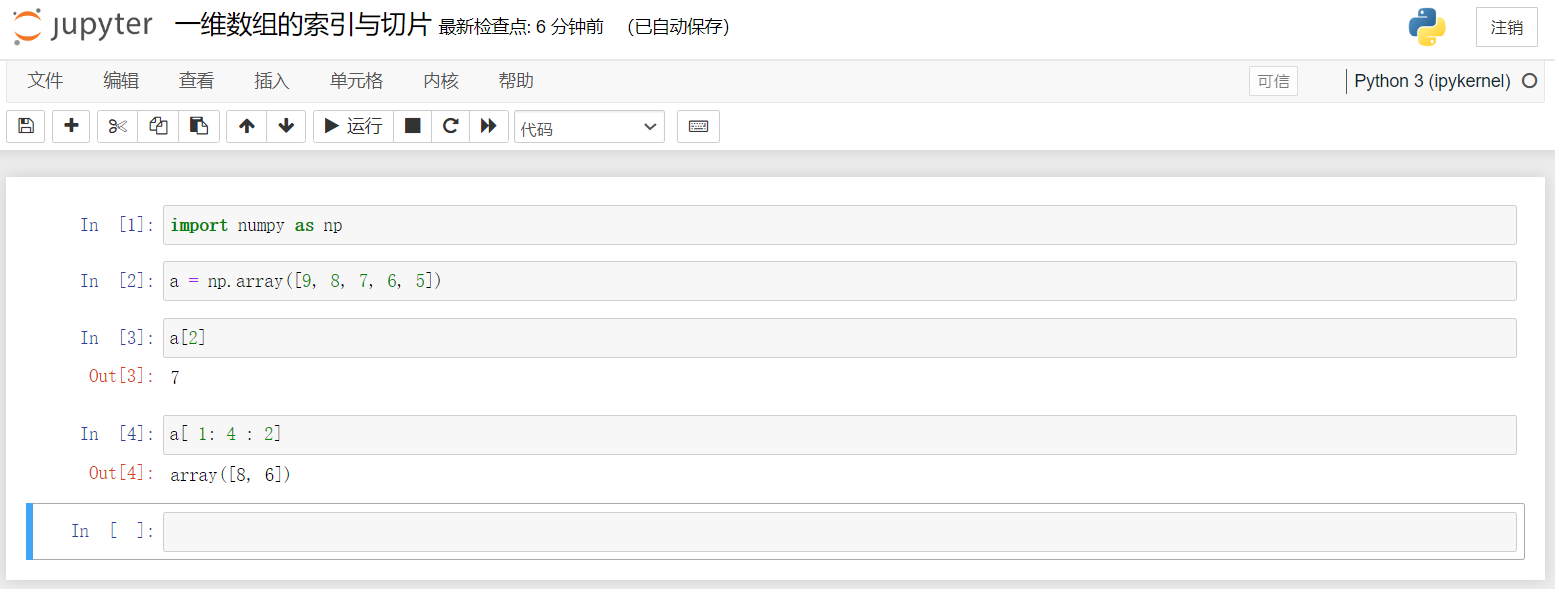 jupyter 一维数组的索引与切片 最新检查点: 6 分钟前 (已自动保存) 注销
文件 编辑 查看 插入 单元格 内核 帮助 可信 Python 3 (ipykernel)
运行 代码
In [1]: import numpy as np
In [2]: a = np.array([9, 8, 7, 6, 5])
In [3]: a[2]
Out[3]: 7
In [4]: a[ 1: 4 : 2]
Out[4]: array([8, 6])
In [ ]: